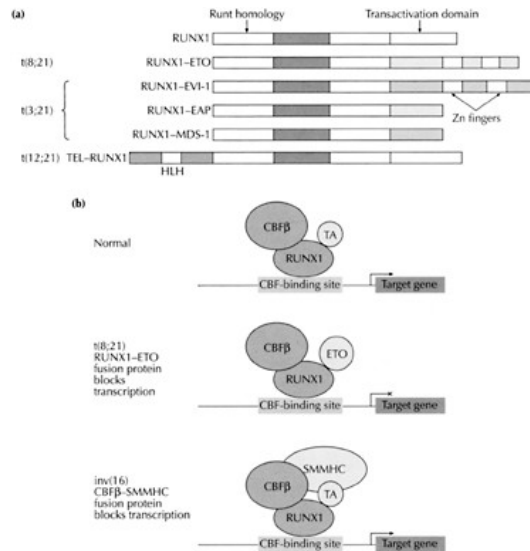 (a)
Runt homology
Transactivation domain
RUNX1
t(8;21)
RUNX1–ETO
RUNX1–EVI-1
t(3;21)
RUNX1–EAP
Zn fingers
RUNX1–MDS-1
t(12;21)
TEL–RUNX1
HLH
(b)
Normal
CBFβ
TA
RUNX1
CBF-binding site
Target gene
t(8;21)
RUNX1–ETO
fusion protein
blocks
transcription
CBFβ
ETO
RUNX1
CBF-binding site
Target gene
inv(16)
CBFβ–SMMHC
fusion protein
blocks transcription
SMMHC
CBFβ
TA
RUNX1
CBF-binding site
Target gene